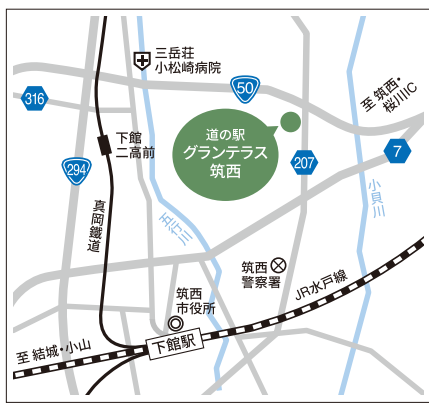 三岳荘
小松崎病院
50
至 筑西・
桜川IC
316
道の駅
グランテラス
筑西
下館
二高前
207
7
294
小貝川
真岡鐵道
五行川
筑西
警察署
JR水戸線
筑西
市役所
下館駅
至 結城・小山